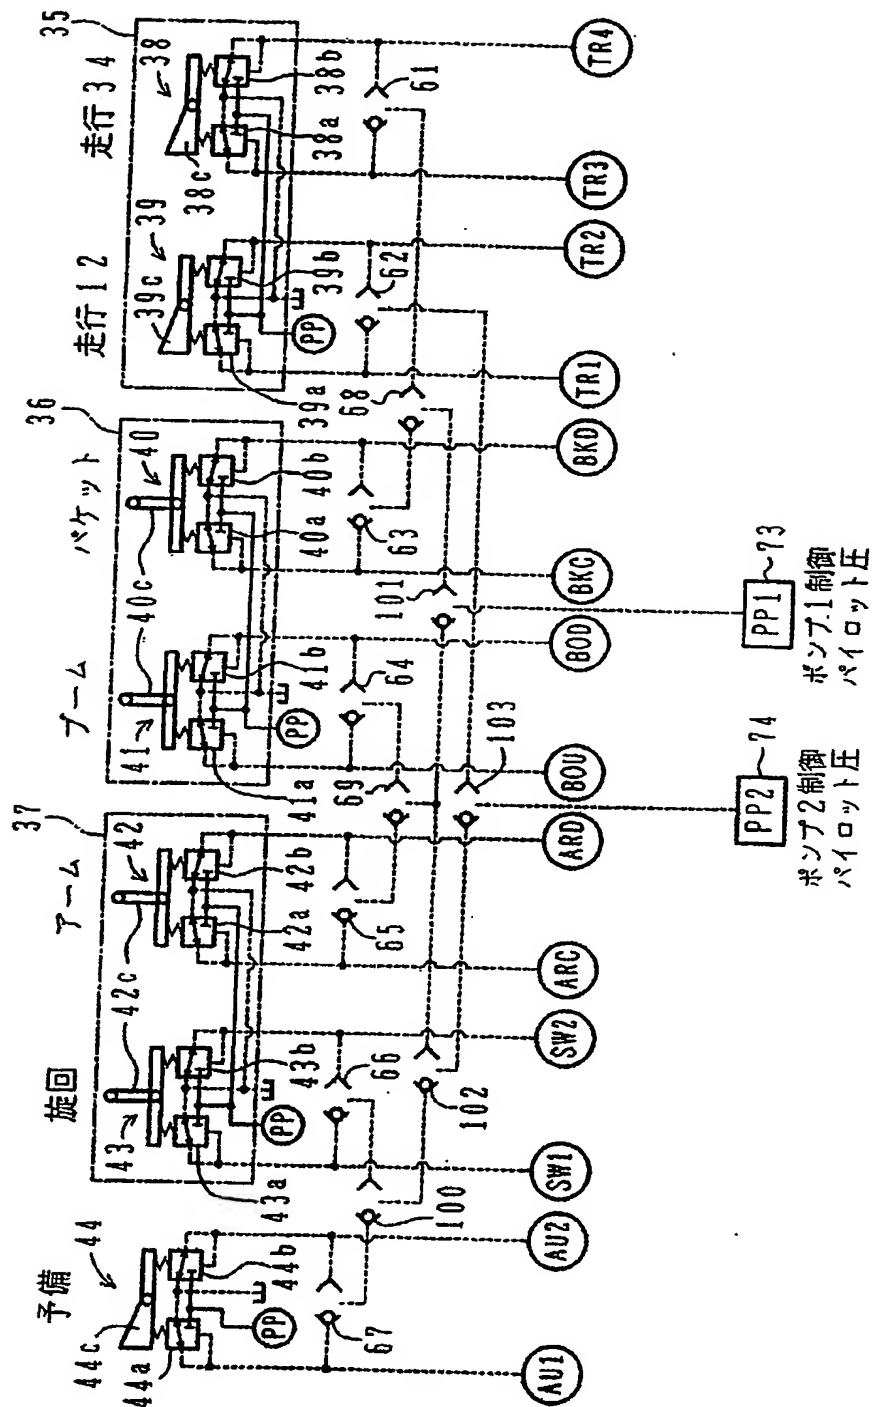 35
走行34
38
38b
38a
38c
61
TR4
TR3
走行12
39
39c
39b
39a
PP
62
TR2
TR1
68
36
バケット
40
40c
40b
40a
63
BKD
BKC
101
ブーム
41
41b
41a
PP
64
BOD
BOU
69
103
PP1
73
ポンプ1制御
パイロット圧
PP2
74
ポンプ2制御
パイロット圧
37
アーム
42
42c
42b
42a
65
ARD
ARC
旋回
43
43b
43a
PP
66
SW2
SW1
102
100
予備
44
44c
44b
44a
PP
67
AU2
AU1